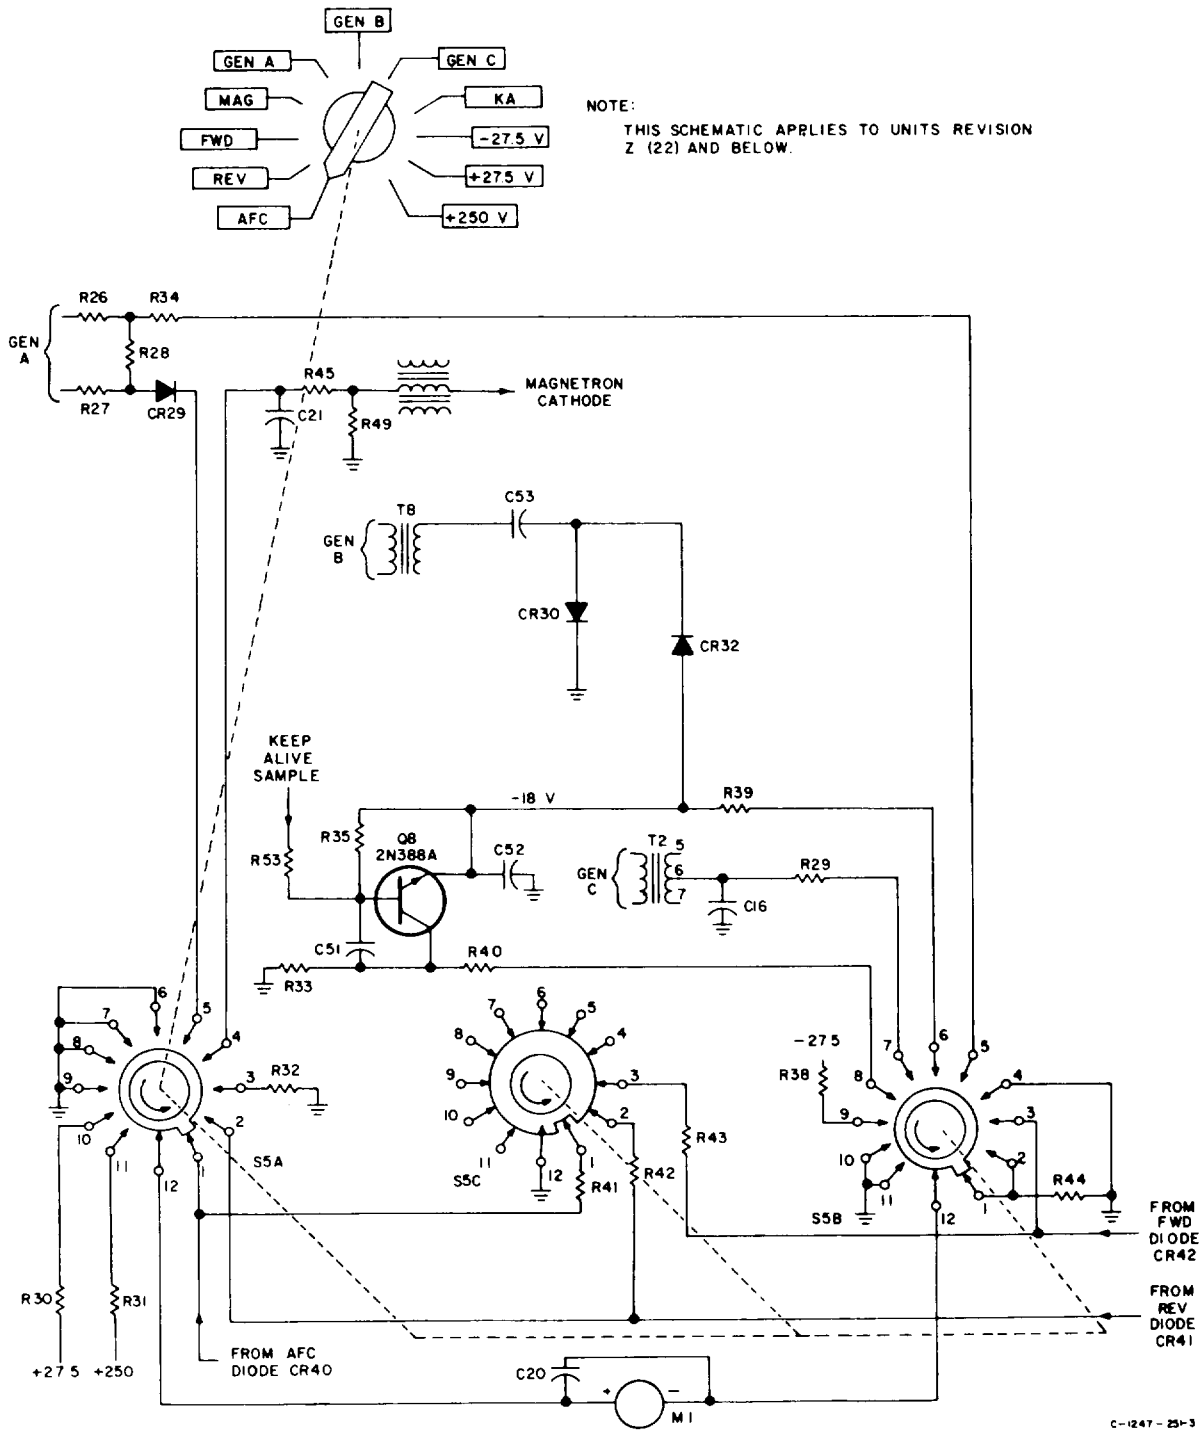 GEN B
GEN A
GEN C
MAG
KA
FWD
-27.5 V
REV
+27.5 V
AFC
+250 V
NOTE:
THIS SCHEMATIC APPLIES TO UNITS REVISION
Z (22) AND BELOW.
R26
R34
GEN
A
R28
R27
CR29
R45
C21
R49
MAGNETRON
CATHODE
C53
T8
GEN
B
CR30
CR32
KEEP
ALIVE
SAMPLE
-18 V
R39
R35
Q8
2N388A
R53
C52
T2
5
6
7
GEN
C
R29
C16
C51
R40
R33
6
7
5
8
4
9
3
R32
10
2
11
1
12
S5A
6
7
5
8
4
9
3
10
2
11
1
12
S5C
R43
R42
R41
-27.5
R38
7
6
5
8
4
9
3
10
2
11
1
12
S5B
R44
FROM
FWD
DIODE
CR42
FROM
REV
DIODE
CR41
R30
R31
+27.5
+250
FROM AFC
DIODE CR40
C20
+
-
M1
C-1247-251-3